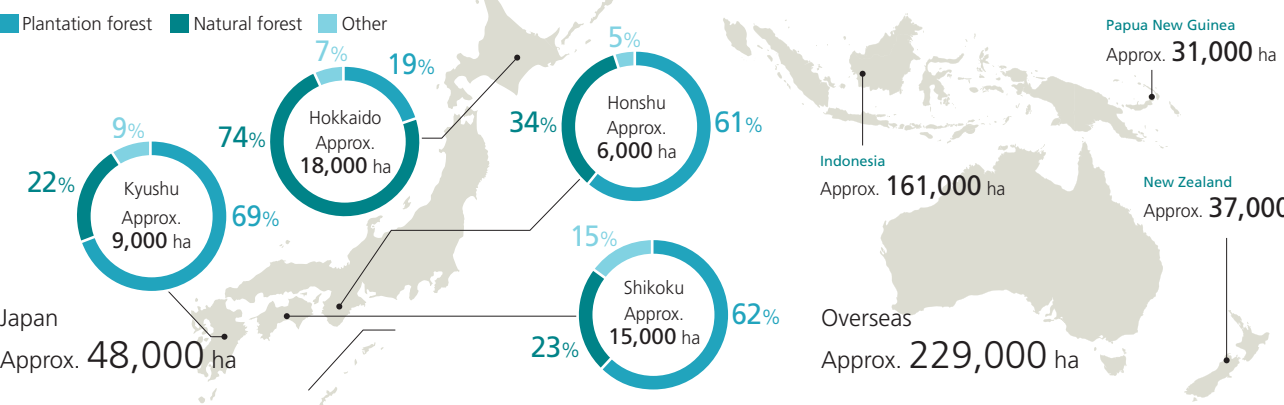 Plantation forest Natural forest Other
7%
19%
74%
Hokkaido
Approx.
18,000 ha
5%
34%
61%
Honshu
Approx.
6,000 ha
9%
22%
69%
Kyushu
Approx.
9,000 ha
15%
23%
62%
Shikoku
Approx.
15,000 ha
Japan
Approx. 48,000 ha
Papua New Guinea
Approx. 31,000 ha
Indonesia
Approx. 161,000 ha
New Zealand
Approx. 37,000
Overseas
Approx. 229,000 ha